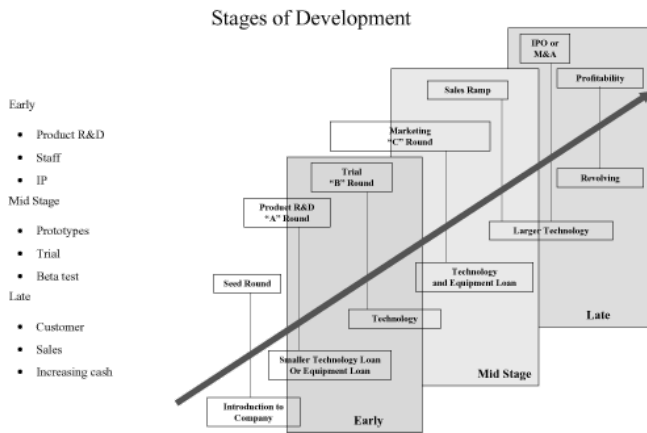 Stages of Development
Early
• Product R&D
• Staff
• IP
Mid Stage
• Prototypes
• Trial
• Beta test
Late
• Customer
• Sales
• Increasing cash
IPO or
M&A
Profitability
Sales Ramp
Marketing
"C" Round
Trial
"B" Round
Revolving
Product R&D
"A" Round
Larger Technology
Seed Round
Technology
and Equipment Loan
Technology
Late
Smaller Technology Loan
Or Equipment Loan
Mid Stage
Introduction to
Company
Early